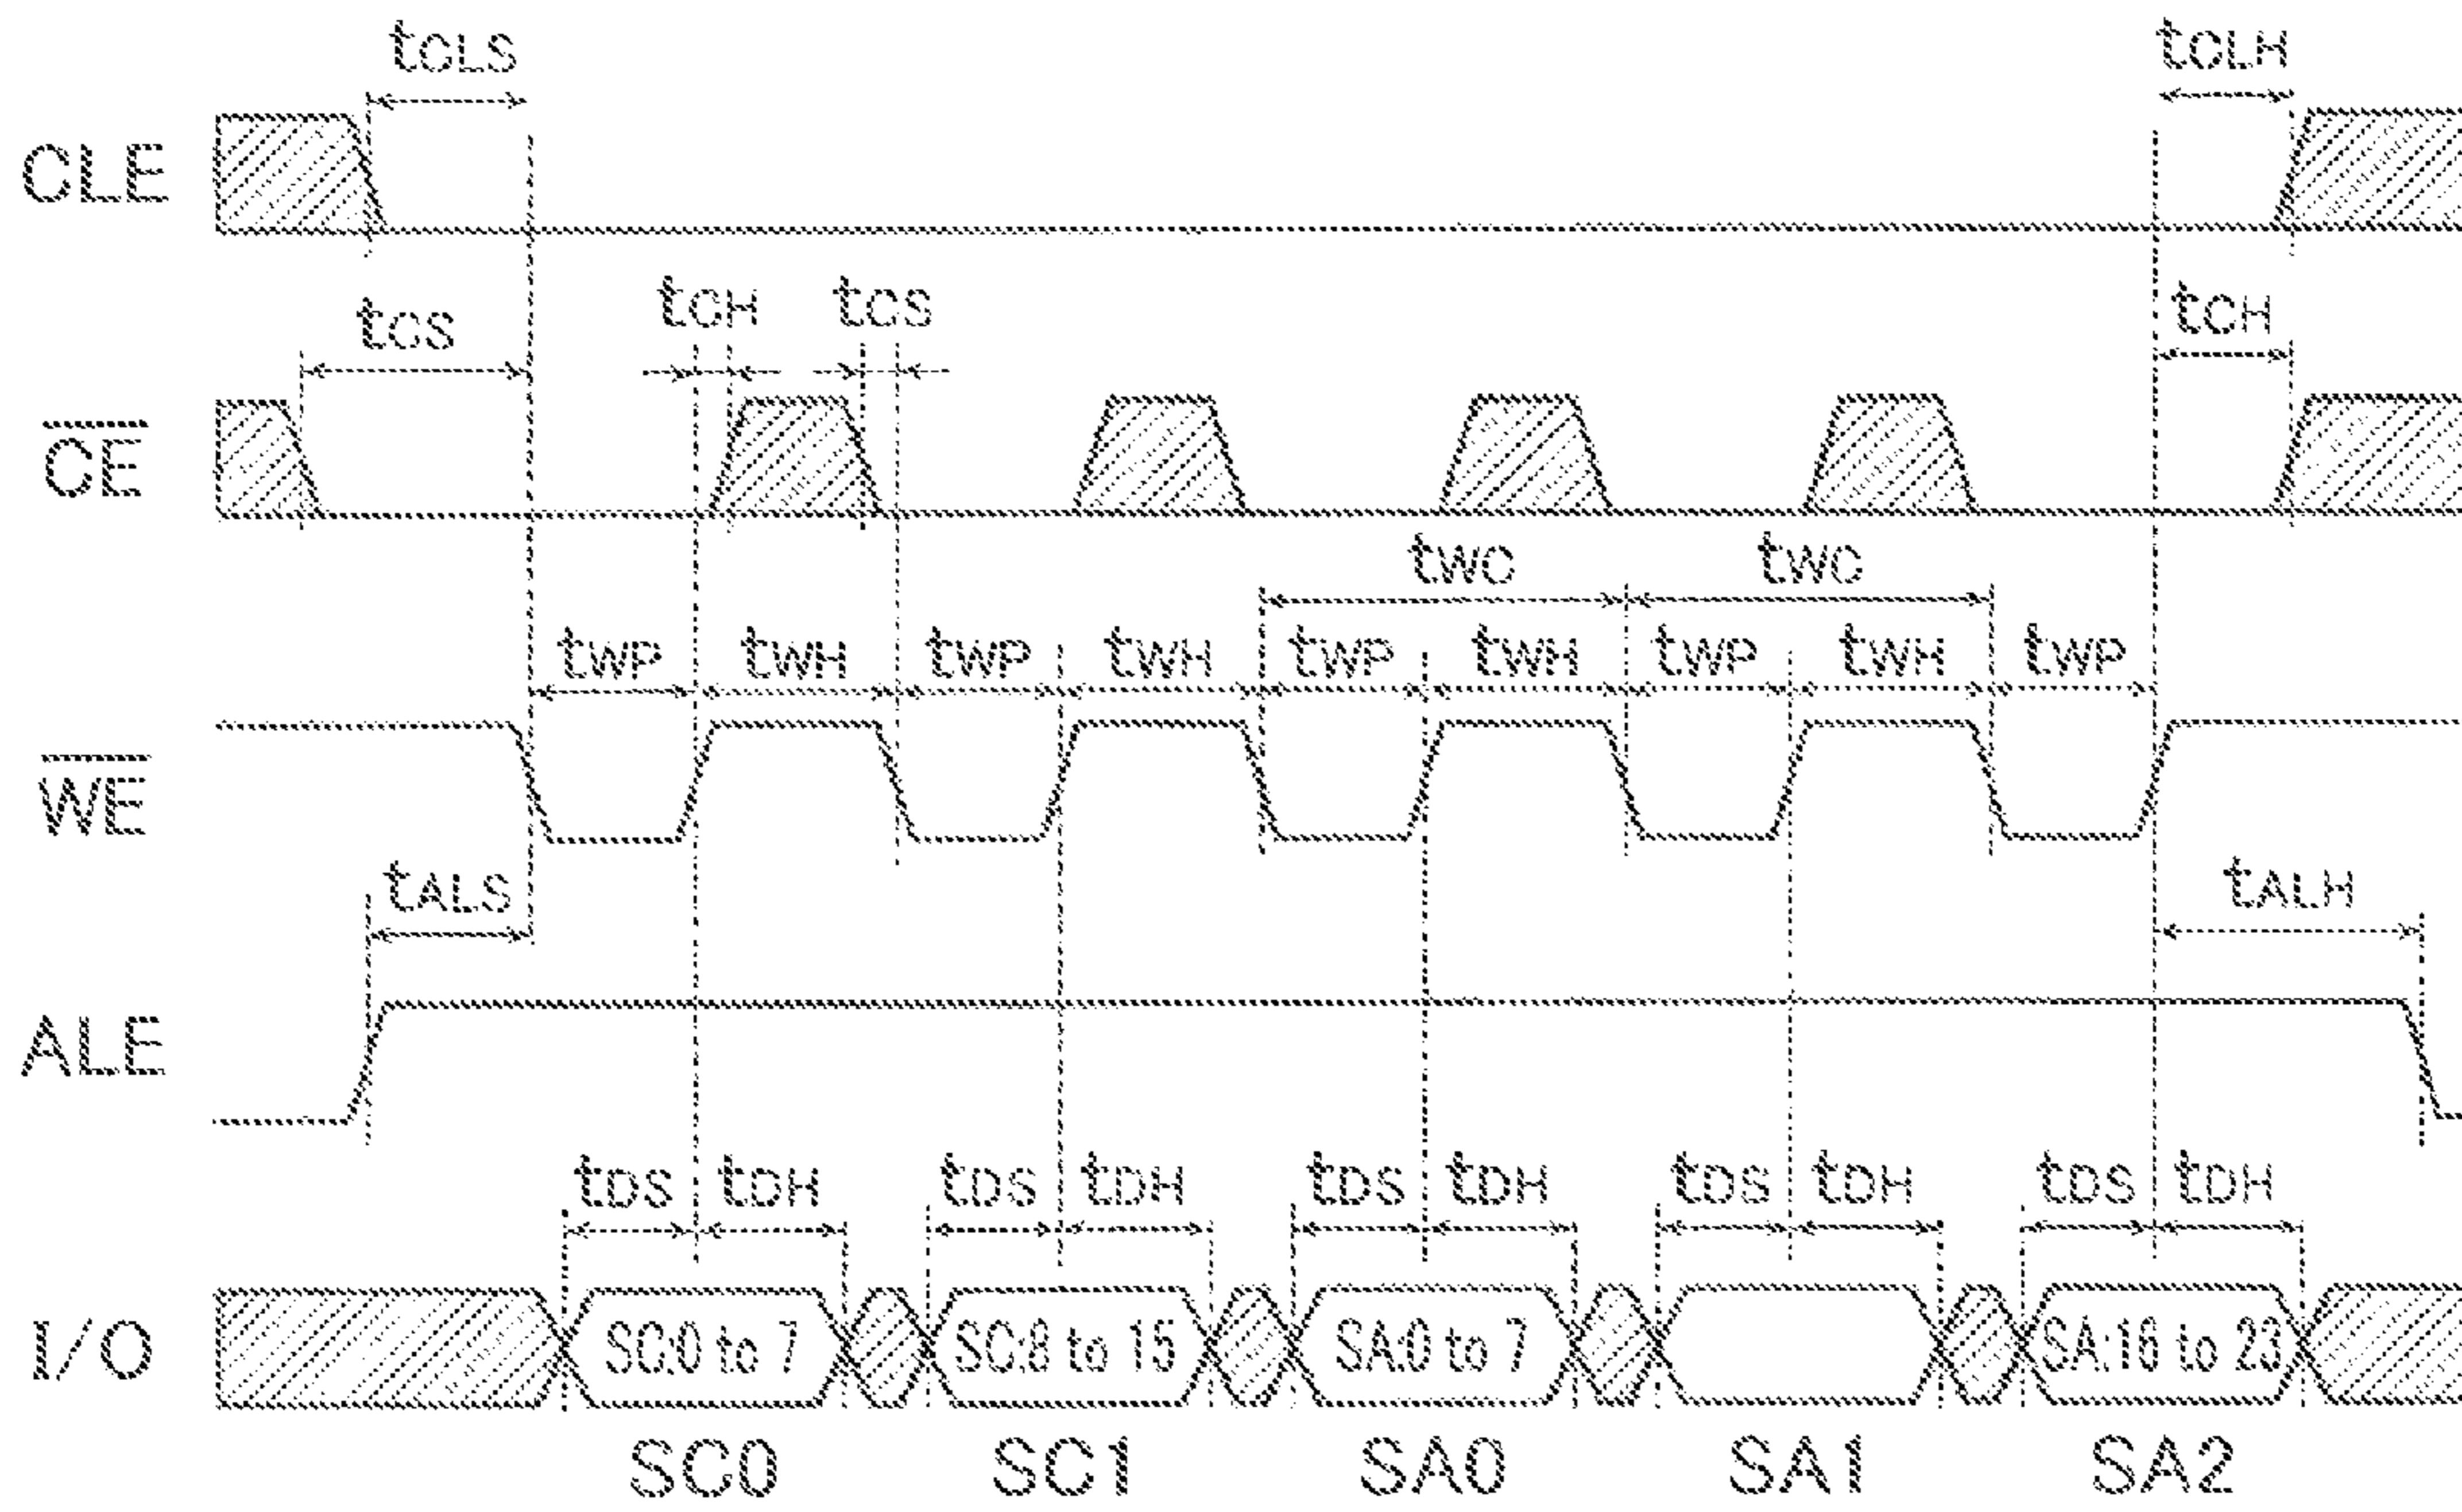 tCLS tCLH
CLE
tCS tCH tCS tCH
CE
tWC tWC
tWP tWH tWP tWH tWP tWH tWP tWH tWP
WE
tALS tALH
ALE
tDS tDH tDS tDH tDS tDH tDS tDH tDS tDH
I/O SC:0 to 7 SC:8 to 15 SA:0 to 7 SA:16 to 23
SC0 SC1 SA0 SA1 SA2